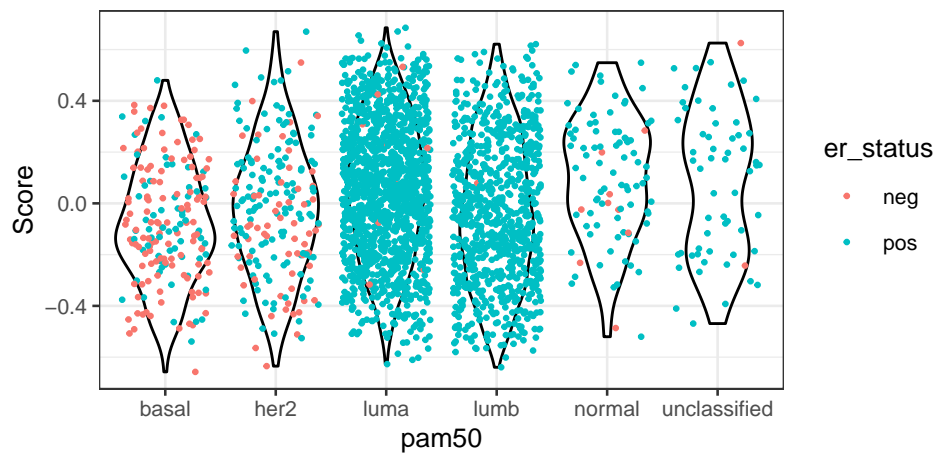 Score
0.4
0.0
−0.4
basal her2 luma lumb normal unclassified
pam50
er_status
neg
pos